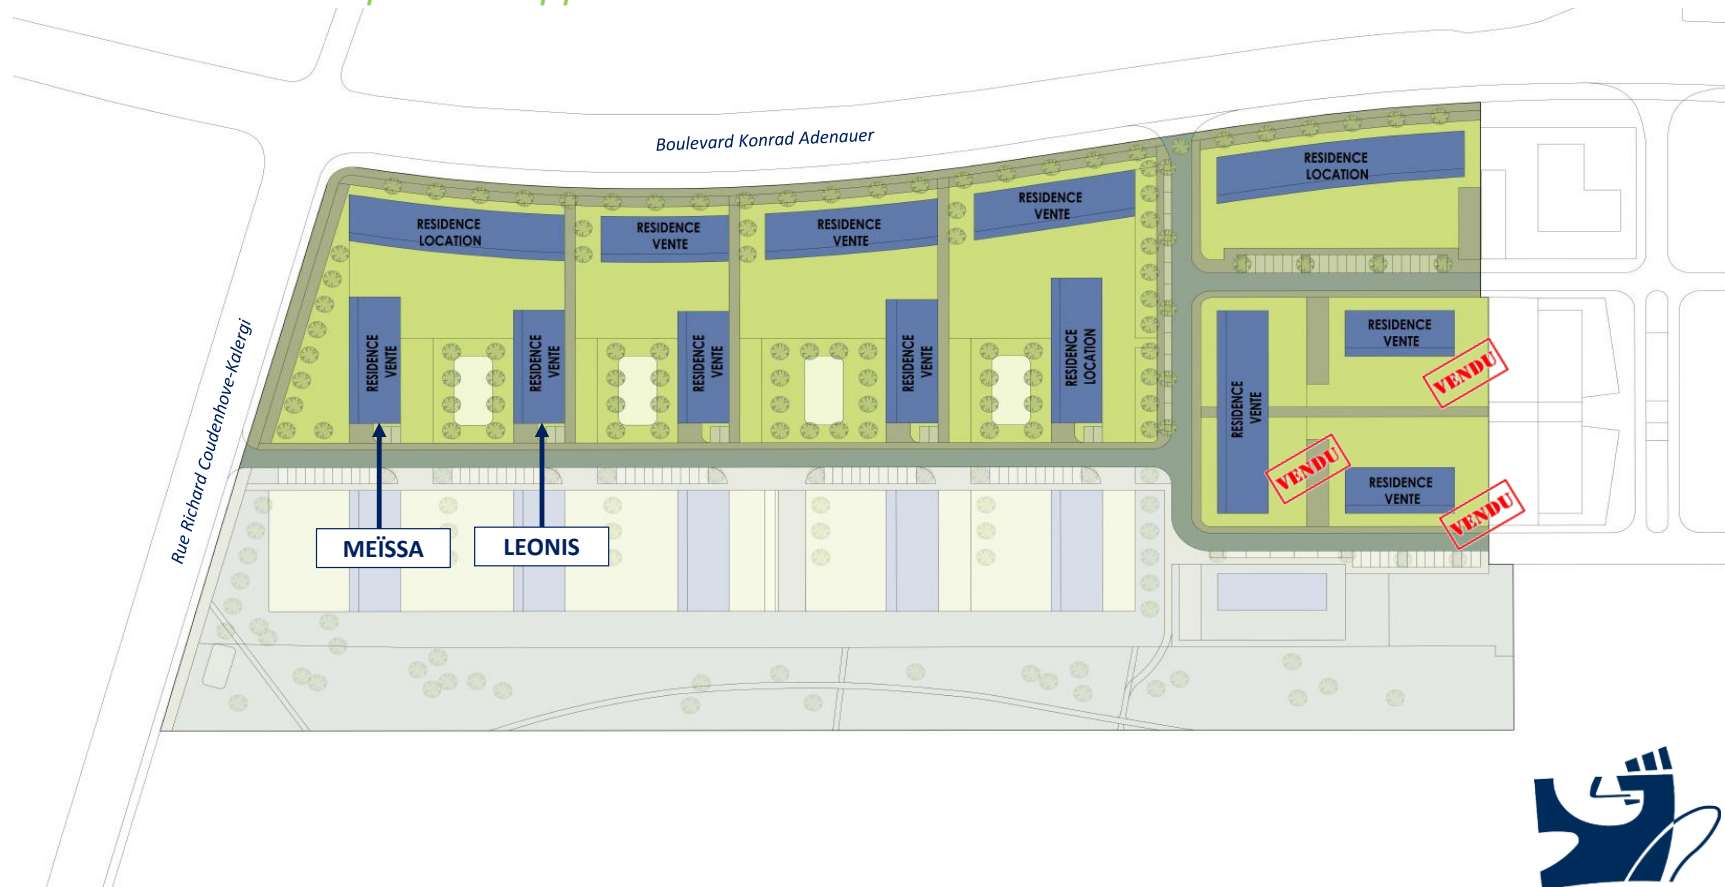 Boulevard Konrad Adenauer
RESIDENCE
LOCATION
RESIDENCE
VENTE
RESIDENCE
VENTE
RESIDENCE
VENTE
RESIDENCE
LOCATION
RESIDENCE
VENTE
RESIDENCE
VENTE
RESIDENCE
VENTE
RESIDENCE
VENTE
RESIDENCE
LOCATION
RESIDENCE
VENTE
RESIDENCE
VENTE
VENDU
VENDU
RESIDENCE
VENTE
VENDU
Rue Richard Coudenhove-Kalergi
MEÏSSA
LEONIS